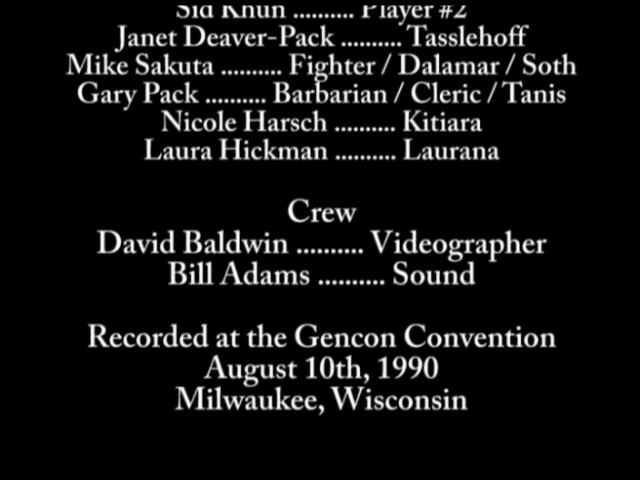 Sid Khun .......... Player #2
Janet Deaver-Pack .......... Tasslehoff
Mike Sakuta .......... Fighter / Dalamar / Soth
Gary Pack .......... Barbarian / Cleric / Tanis
Nicole Harsch .......... Kitiara
Laura Hickman .......... Laurana
Crew
David Baldwin .......... Videographer
Bill Adams .......... Sound
Recorded at the Gencon Convention
August 10th, 1990
Milwaukee, Wisconsin